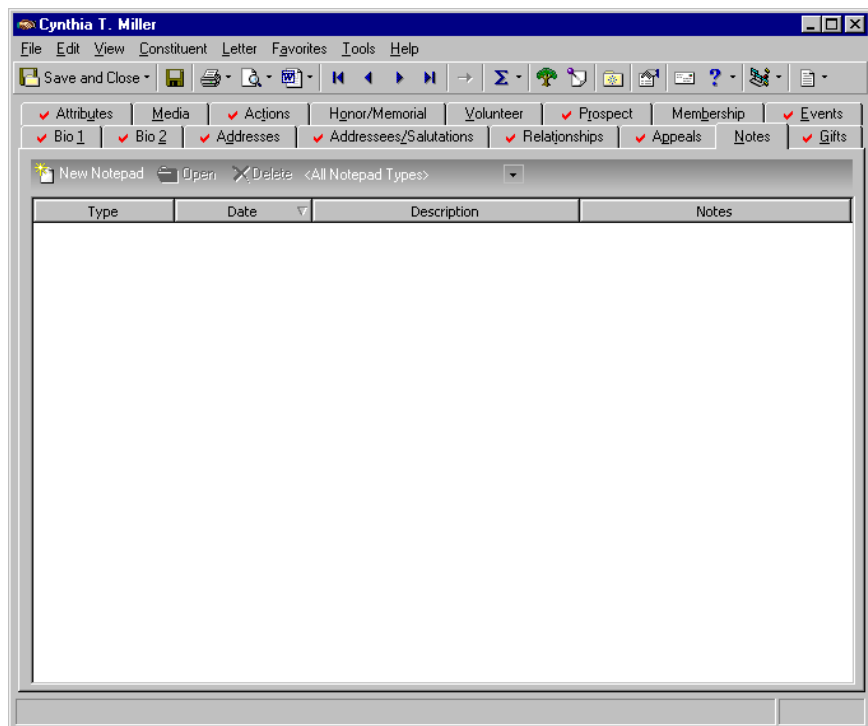 Cynthia T. Miller
File Edit View Constituent Letter Favorites Tools Help
Save and Close
Attributes Media Actions Honor/Memorial Volunteer Prospect Membership Events
Bio 1 Bio 2 Addresses Addressees/Salutations Relationships Appeals Notes Gifts
New Notepad Open Delete <All Notepad Types>
Type Date Description Notes